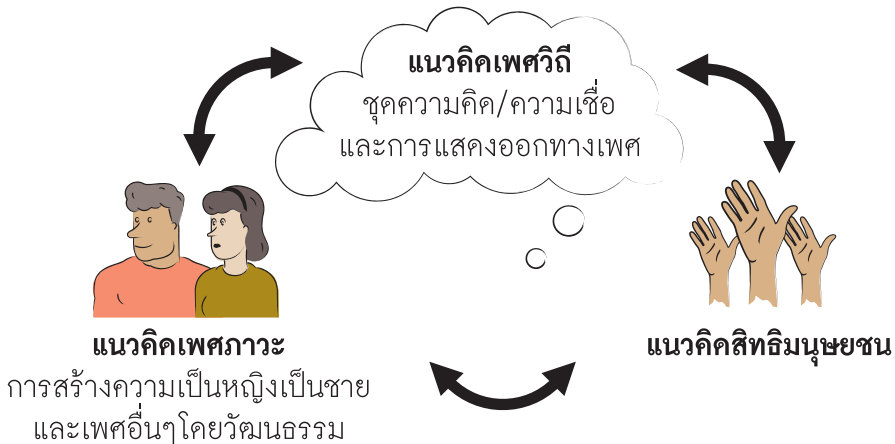 แนวคิดเพศวิถี
ชุดความคิด/ความเชื่อ
และการแสดงออกทางเพศ
แนวคิดเพศภาวะ
การสร้างความเป็นหญิงเป็นชาย
และเพศอื่นๆโดยวัฒนธรรม
แนวคิดสิทธิมนุษยชน